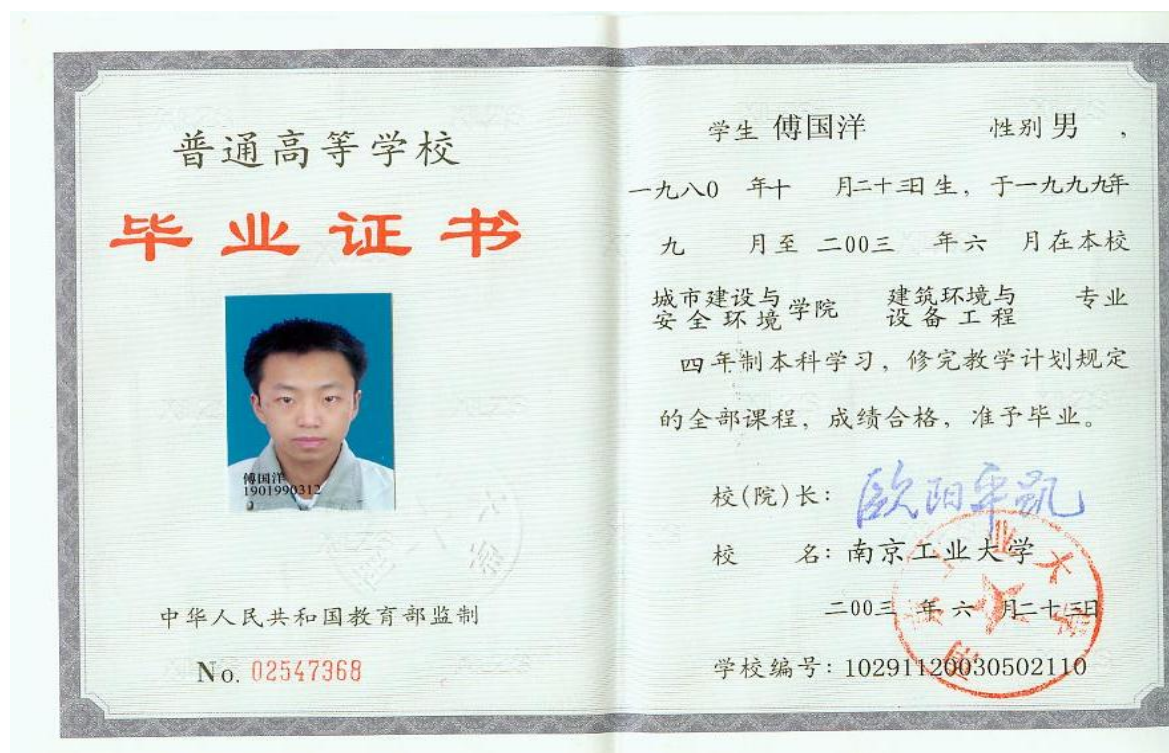 普通高等学校
毕业证书
傅国洋
1901990312
中华人民共和国教育部监制
No. 02547368
学生 傅国洋 性别 男 ，
一九八0 年十 月二十三日生，于一九九九年
九 月至 二00三 年六 月在本校
城市建设与安全环境学院 建筑环境与设备工程 专业
四年制本科学习，修完教学计划规定
的全部课程，成绩合格，准予毕业。
校(院)长：欧阳平凯
校 名：南京工业大学
二00三 年六 月二十三日
学校编号：10291120030502110
南京工业大学